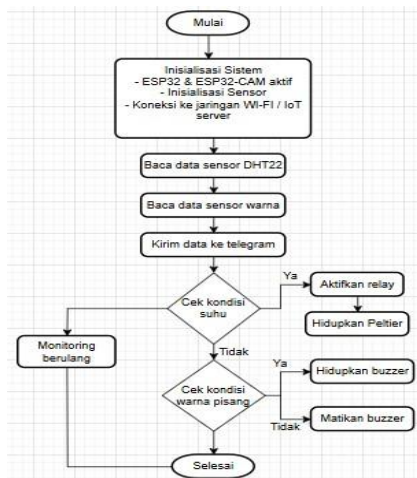 Mulai
Inisialisasi Sistem
- ESP32 & ESP32-CAM aktif
- Inisialisasi Sensor
- Koneksi ke jaringan WI-FI / IoT
server
Baca data sensor DHT22
Baca data sensor warna
Kirim data ke telegram
Cek kondisi
suhu
Ya
Aktifkan relay
Hidupkan Peltier
Monitoring
berulang
Tidak
Cek kondisi
warna pisang
Ya
Hidupkan buzzer
Tidak
Matikan buzzer
Selesai